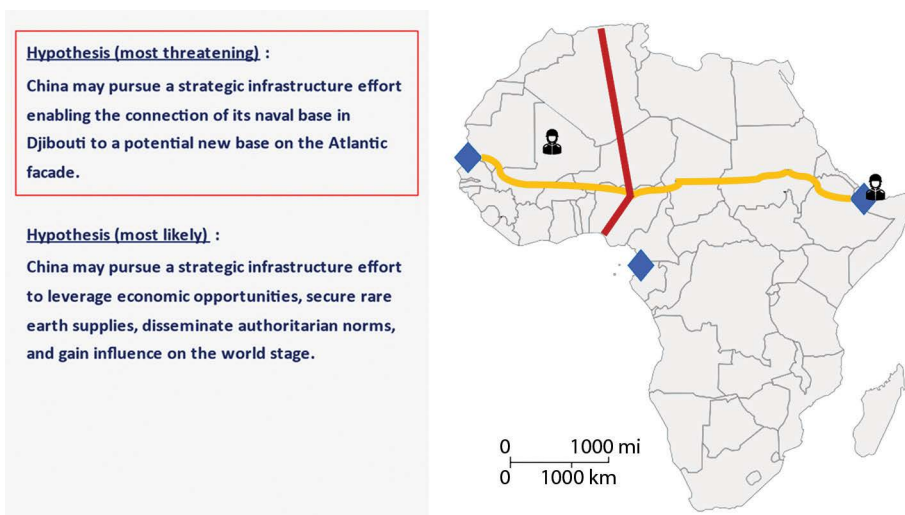 Hypothesis (most threatening) :
China may pursue a strategic infrastructure effort
enabling the connection of its naval base in
Djibouti to a potential new base on the Atlantic
facade.
Hypothesis (most likely) :
China may pursue a strategic infrastructure effort
to leverage economic opportunities, secure rare
earth supplies, disseminate authoritarian norms,
and gain influence on the world stage.
0 1000 mi
0 1000 km